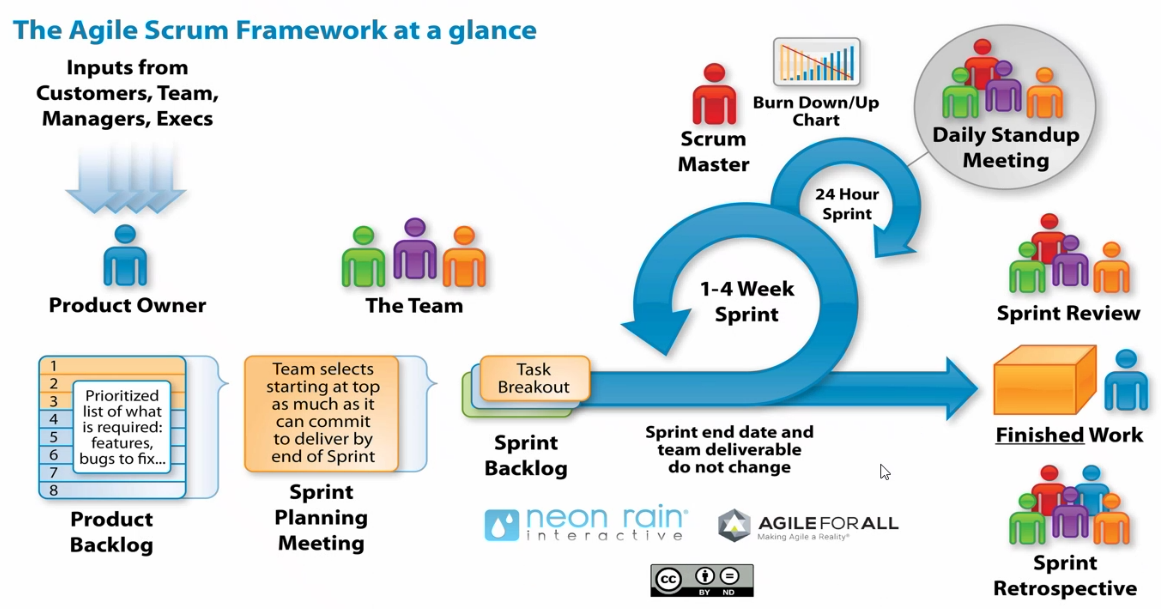 The Agile Scrum Framework at a glance
Inputs from
Customers, Team,
Managers, Execs
Product Owner
The Team
Scrum
Master
Burn Down/Up
Chart
Daily Standup
Meeting
24 Hour
Sprint
1-4 Week
Sprint
Sprint Review
1
2
3
4
5
6
7
8
Prioritized
list of what
is required:
features,
bugs to fix...
Product
Backlog
Team selects
starting at top
as much as it
can commit
to deliver by
end of Sprint
Sprint
Planning
Meeting
Task
Breakout
Sprint
Backlog
Sprint end date and
team deliverable
do not change
Finished Work
Sprint
Retrospective
neon rain®
interactive
AGILEFORALL
Making Agile a Reality®
cc
BY ND